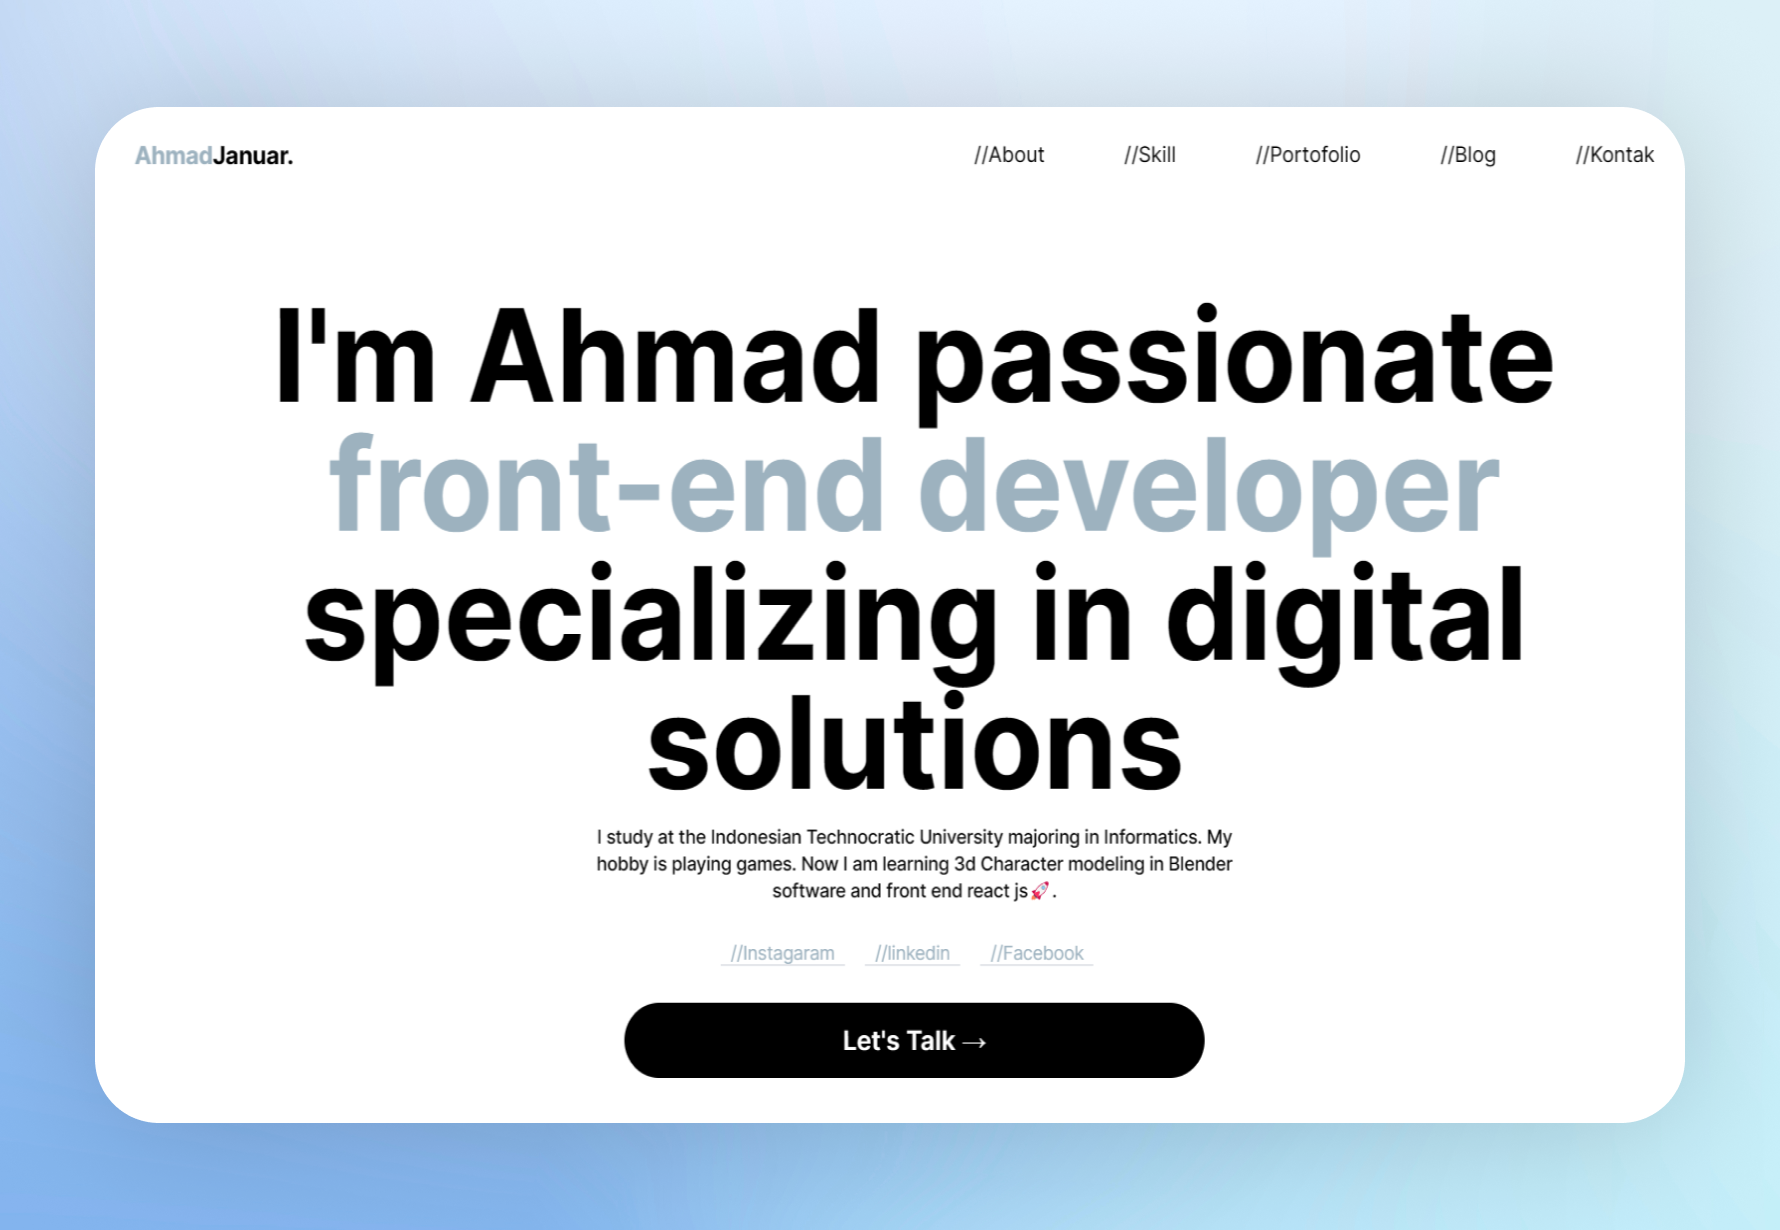 AhmadJanuar.
//About //Skill //Portofolio //Blog //Kontak
I'm Ahmad passionate
front-end developer
specializing in digital
solutions
I study at the Indonesian Technocratic University majoring in Informatics. My
hobby is playing games. Now I am learning 3d Character modeling in Blender
software and front end react js🚀.
//Instagaram //linkedin //Facebook
Let's Talk →